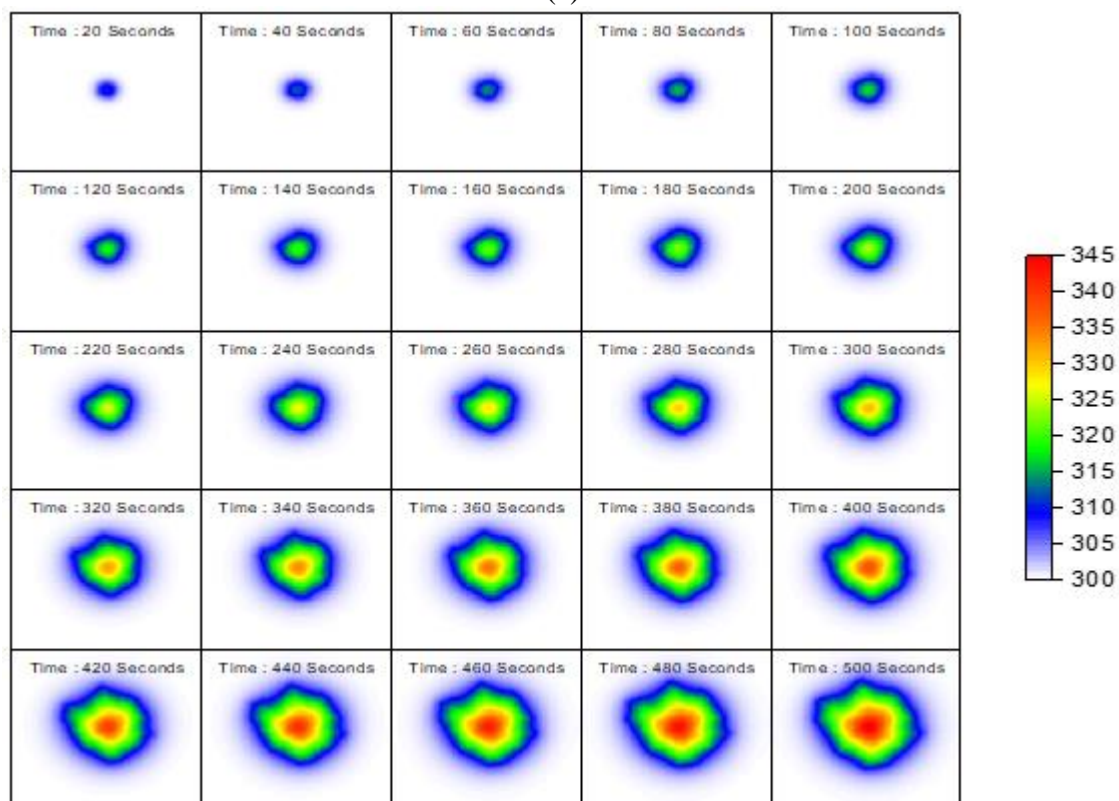 Time : 20 Seconds
Time : 40 Seconds
Time : 60 Seconds
Time : 80 Seconds
Time : 100 Seconds
Time : 120 Seconds
Time : 140 Seconds
Time : 160 Seconds
Time : 180 Seconds
Time : 200 Seconds
Time : 220 Seconds
Time : 240 Seconds
Time : 260 Seconds
Time : 280 Seconds
Time : 300 Seconds
Time : 320 Seconds
Time : 340 Seconds
Time : 360 Seconds
Time : 380 Seconds
Time : 400 Seconds
Time : 420 Seconds
Time : 440 Seconds
Time : 460 Seconds
Time : 480 Seconds
Time : 500 Seconds
345
340
335
330
325
320
315
310
305
300